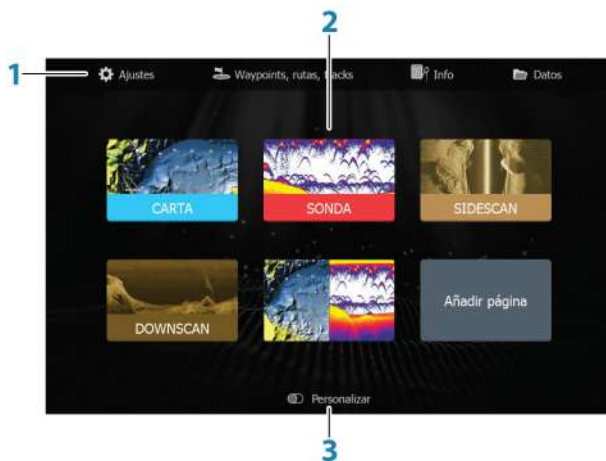 2
1 Ajustes Waypoints, rutas, tracks Info Datos
CARTA SONDA SIDESCAN
DOWNSCAN Añadir página
Personalizar
3